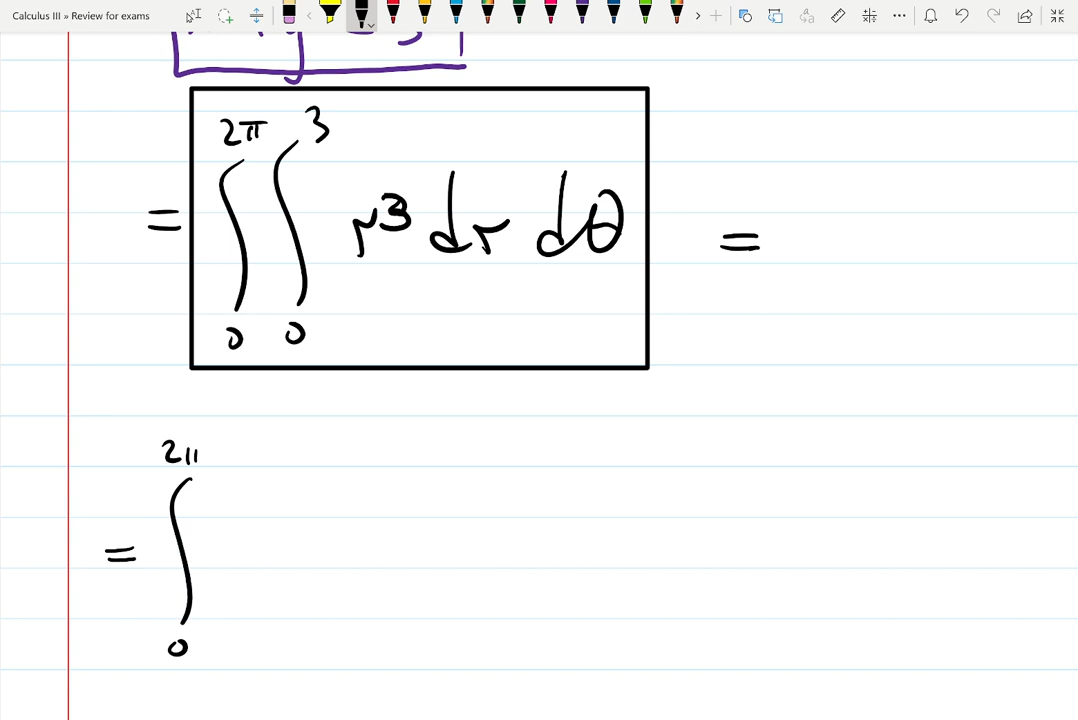 Calculus III » Review for exams
= ∫₀^{2π} ∫₀^{3} r³ dr dθ =
= ∫₀^{2π}